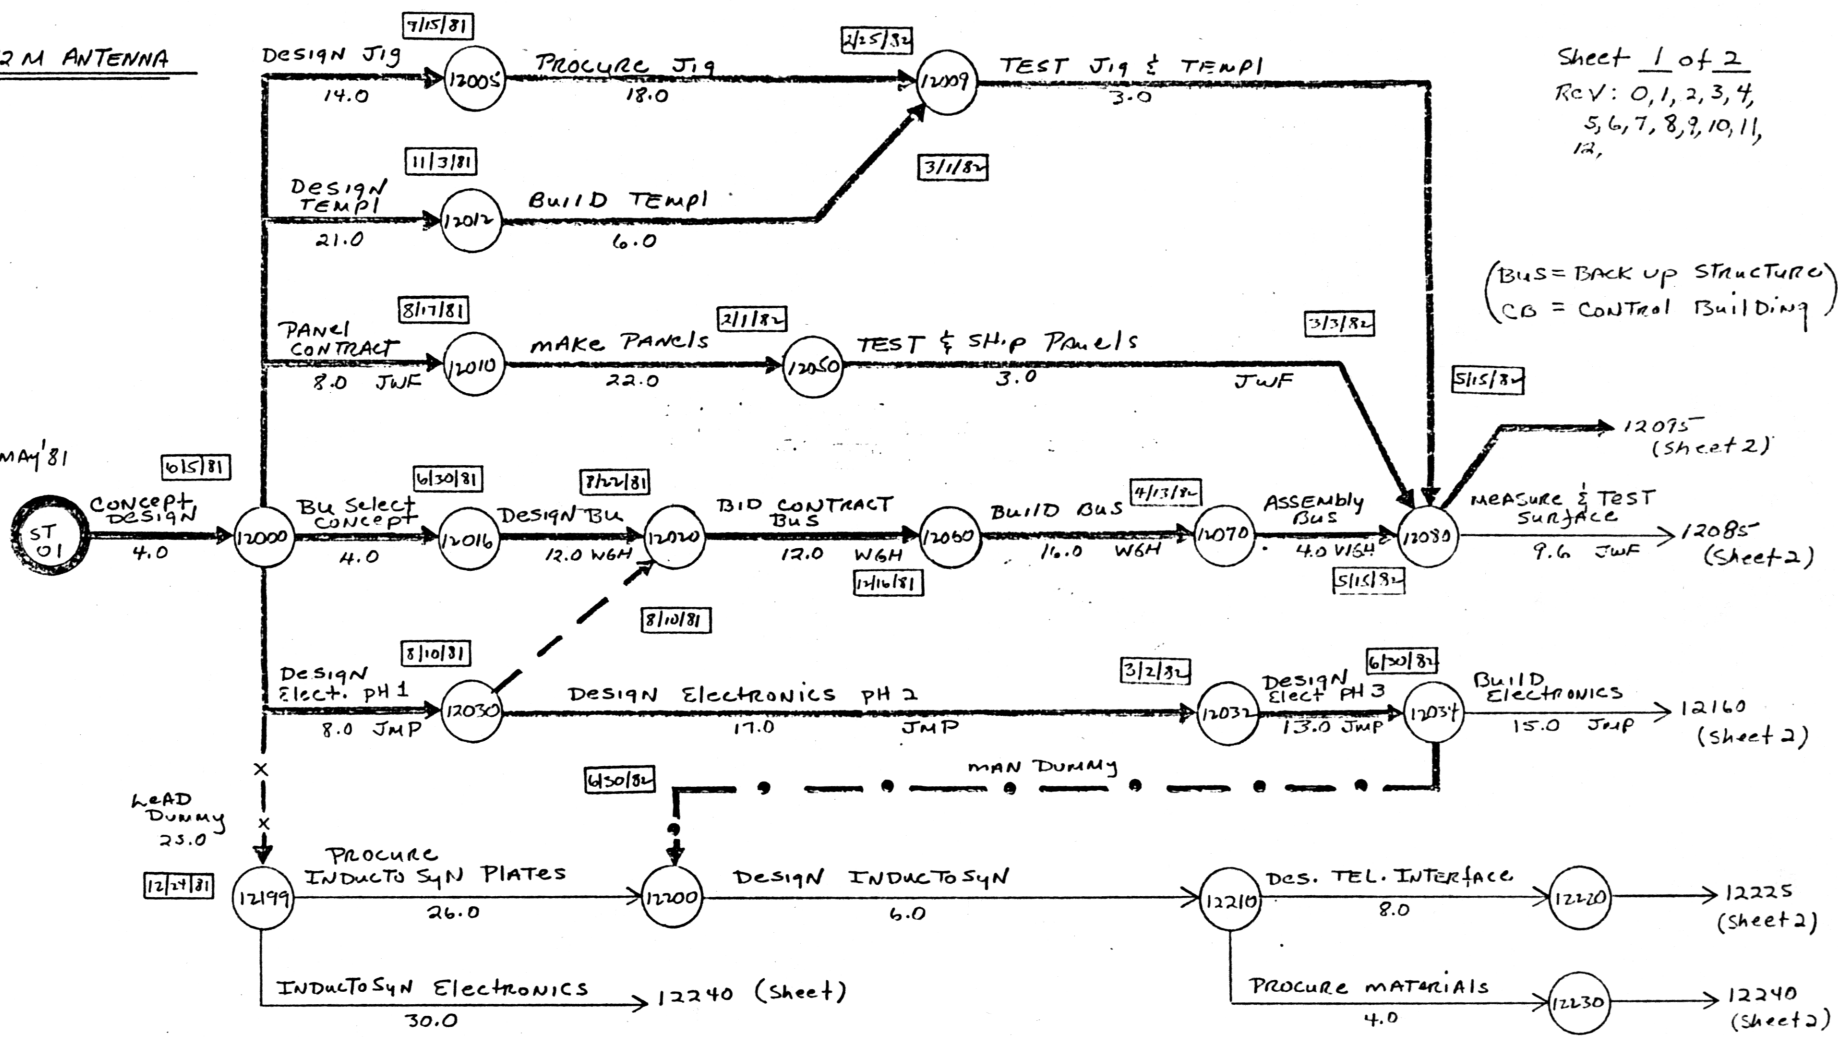 2 M ANTENNA
Sheet 1 of 2
Rev: 0, 1, 2, 3, 4,
5, 6, 7, 8, 9, 10, 11,
12,
(BUS = BACK UP STRUCTURE)
(CB = CONTROL BUILDING)
DESIGN JIG
14.0
7/15/81
12005
PROCURE JIG
18.0
2/25/82
12009
TEST JIG & TEMPL
3.0
DESIGN
TEMPL
21.0
11/3/81
12012
BUILD TEMPL
6.0
3/1/82
PANEL
CONTRACT
8.0 JWF
8/17/81
12010
MAKE PANELS
22.0
2/1/82
12050
TEST & SHIP PANELS
3.0 JWF
3/3/82
5/15/82
12095
(Sheet 2)
MAY '81
ST
01
CONCEPT
DESIGN
4.0
6/5/81
12000
BU Select
CONCEPT
4.0
6/30/81
12016
DESIGN BU
12.0 WGH
8/22/81
12020
BID CONTRACT
BUS
12.0 WGH
12060
12/16/81
BUILD BUS
16.0 WGH
4/13/82
12070
ASSEMBLY
BUS
4.0 WGH
12080
5/15/82
MEASURE & TEST
SURFACE
9.6 JWF
12085
(Sheet 2)
8/10/81
DESIGN
Elect. PH 1
8.0 JMP
8/10/81
12030
DESIGN Electronics PH 2
17.0 JMP
3/2/82
12032
DESIGN
Elect PH 3
13.0 JMP
6/30/82
12034
BUILD
ELECTRONICS
15.0 JMP
12160
(Sheet 2)
MAN DUMMY
6/30/82
LEAD
DUMMY
25.0
12/24/81
12199
PROCURE
INDUCTOSYN PLATES
26.0
12200
DESIGN INDUCTOSYN
6.0
12210
DES. TEL. INTERFACE
8.0
12220
12225
(Sheet 2)
INDUCTOSYN Electronics
30.0
12240 (Sheet)
PROCURE MATERIALS
4.0
12230
12240
(Sheet 2)